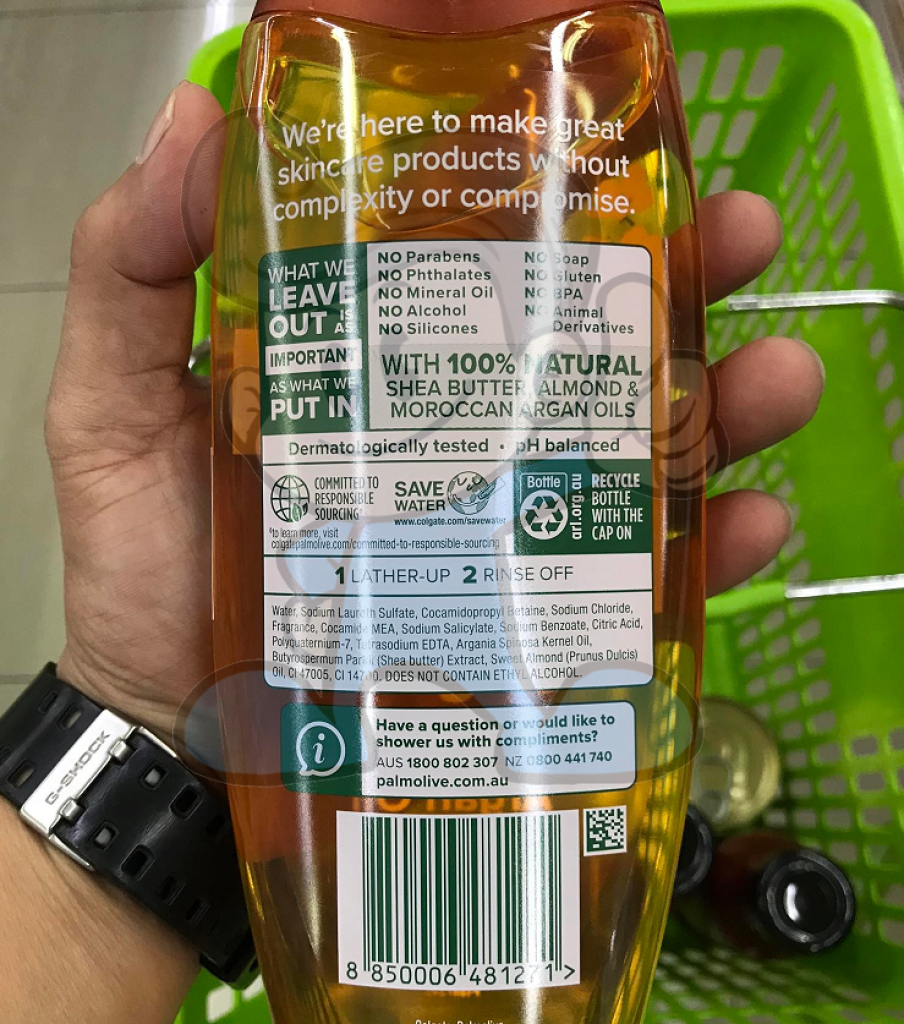 We're here to make great
skincare products without
complexity or compromise.
WHAT WE
LEAVE
OUT IS
AS
IMPORTANT
AS WHAT WE
PUT IN
NO Parabens
NO Phthalates
NO Mineral Oil
NO Alcohol
NO Silicones
NO Soap
NO Gluten
NO BPA
NO Animal
Derivatives
WITH 100% NATURAL
SHEA BUTTER, ALMOND &
MOROCCAN ARGAN OILS
Dermatologically tested • pH balanced
COMMITTED TO
RESPONSIBLE
SOURCING*
*to learn more, visit
colgatepalmolive.com/committed-to-responsible-sourcing
SAVE
WATER
www.colgate.com/savewater
Bottle
arl.org.au
RECYCLE
BOTTLE
WITH THE
CAP ON
1 LATHER-UP 2 RINSE OFF
Water, Sodium Laureth Sulfate, Cocamidopropyl Betaine, Sodium Chloride,
Fragrance, Cocamide MEA, Sodium Salicylate, Sodium Benzoate, Citric Acid,
Polyquaternium-7, Tetrasodium EDTA, Argania Spinosa Kernel Oil,
Butyrospermum Parkii (Shea butter) Extract, Sweet Almond (Prunus Dulcis)
Oil, CI 47005, CI 14700. DOES NOT CONTAIN ETHYL ALCOHOL.
i
Have a question or would like to
shower us with compliments?
AUS 1800 802 307 NZ 0800 441 740
palmolive.com.au
8 850006 481271 >
G-SHOCK